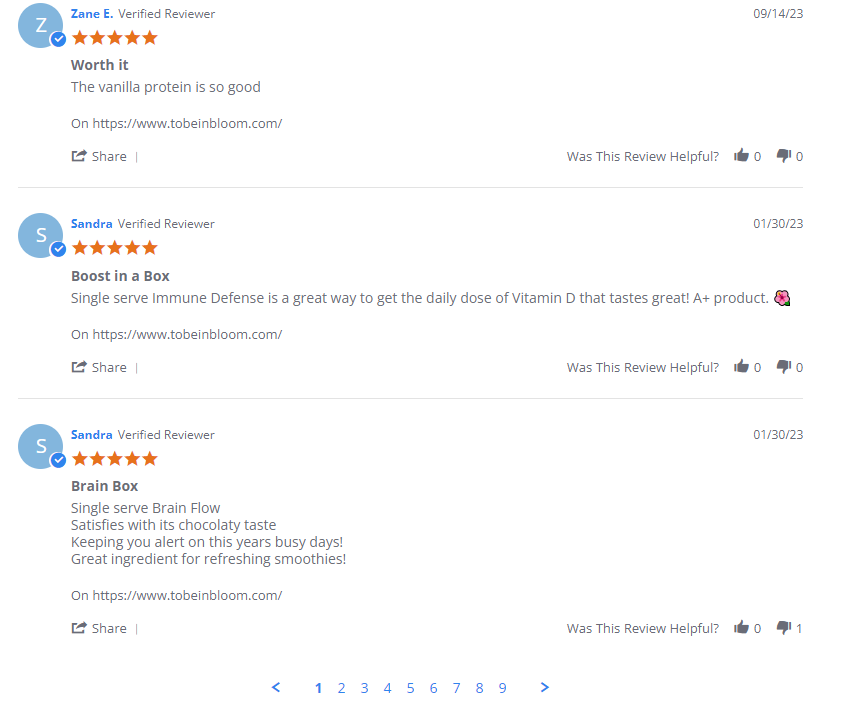 Z
Zane E. Verified Reviewer 09/14/23
Worth it
The vanilla protein is so good
On https://www.tobeinbloom.com/
Share | Was This Review Helpful? 0 0
S
Sandra Verified Reviewer 01/30/23
Boost in a Box
Single serve Immune Defense is a great way to get the daily dose of Vitamin D that tastes great! A+ product. 🌺
On https://www.tobeinbloom.com/
Share | Was This Review Helpful? 0 0
S
Sandra Verified Reviewer 01/30/23
Brain Box
Single serve Brain Flow
Satisfies with its chocolaty taste
Keeping you alert on this years busy days!
Great ingredient for refreshing smoothies!
On https://www.tobeinbloom.com/
Share | Was This Review Helpful? 0 1
< 1 2 3 4 5 6 7 8 9 >